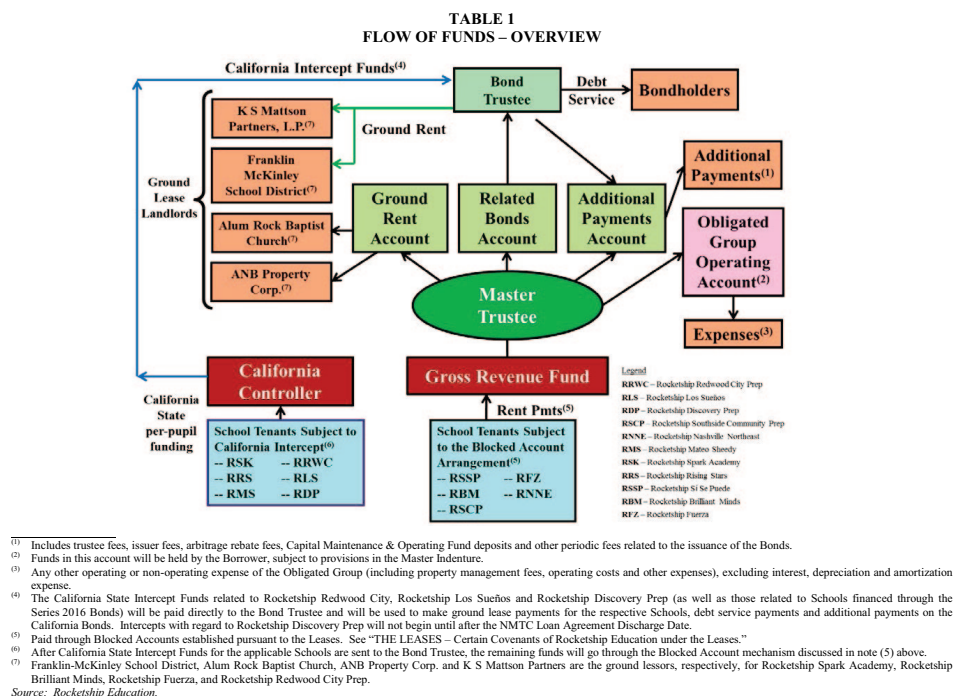 TABLE 1
FLOW OF FUNDS – OVERVIEW
California Intercept Funds(4)
Bond
Trustee
Debt
Service
Bondholders
K S Mattson
Partners, L.P.(7)
Ground Rent
Franklin
McKinley
School District(7)
Ground
Lease
Landlords
Alum Rock Baptist
Church(7)
ANB Property
Corp.(7)
Ground
Rent
Account
Related
Bonds
Account
Additional
Payments
Account
Additional
Payments(1)
Obligated
Group
Operating
Account(2)
Expenses(3)
Master
Trustee
California
Controller
Gross Revenue Fund
California
State
per-pupil
funding
Rent Pmts(5)
School Tenants Subject to
California Intercept(6)
-- RSK -- RRWC
-- RRS -- RLS
-- RMS -- RDP
School Tenants Subject
to the Blocked Account
Arrangement(5)
-- RSSP -- RFZ
-- RBM -- RNNE
-- RSCP
Legend
RRWC – Rocketship Redwood City Prep
RLS – Rocketship Los Sueños
RDP – Rocketship Discovery Prep
RSCP – Rocketship Southside Community Prep
RNNE – Rocketship Nashville Northeast
RMS – Rocketship Mateo Sheedy
RSK – Rocketship Spark Academy
RRS – Rocketship Rising Stars
RSSP – Rocketship Sí Se Puede
RBM – Rocketship Brilliant Minds
RFZ – Rocketship Fuerza
(1) Includes trustee fees, issuer fees, arbitrage rebate fees, Capital Maintenance & Operating Fund deposits and other periodic fees related to the issuance of the Bonds.
(2) Funds in this account will be held by the Borrower, subject to provisions in the Master Indenture.
(3) Any other operating or non-operating expense of the Obligated Group (including property management fees, operating costs and other expenses), excluding interest, depreciation and amortization
expense.
(4) The California State Intercept Funds related to Rocketship Redwood City, Rocketship Los Sueños and Rocketship Discovery Prep (as well as those related to Schools financed through the
Series 2016 Bonds) will be paid directly to the Bond Trustee and will be used to make ground lease payments for the respective Schools, debt service payments and additional payments on the
California Bonds. Intercepts with regard to Rocketship Discovery Prep will not begin until after the NMTC Loan Agreement Discharge Date.
(5) Paid through Blocked Accounts established pursuant to the Leases. See “THE LEASES – Certain Covenants of Rocketship Education under the Leases.”
(6) After California State Intercept Funds for the applicable Schools are sent to the Bond Trustee, the remaining funds will go through the Blocked Account mechanism discussed in note (5) above.
(7) Franklin-McKinley School District, Alum Rock Baptist Church, ANB Property Corp. and K S Mattson Partners are the ground lessors, respectively, for Rocketship Spark Academy, Rocketship
Brilliant Minds, Rocketship Fuerza, and Rocketship Redwood City Prep.
Source: Rocketship Education.